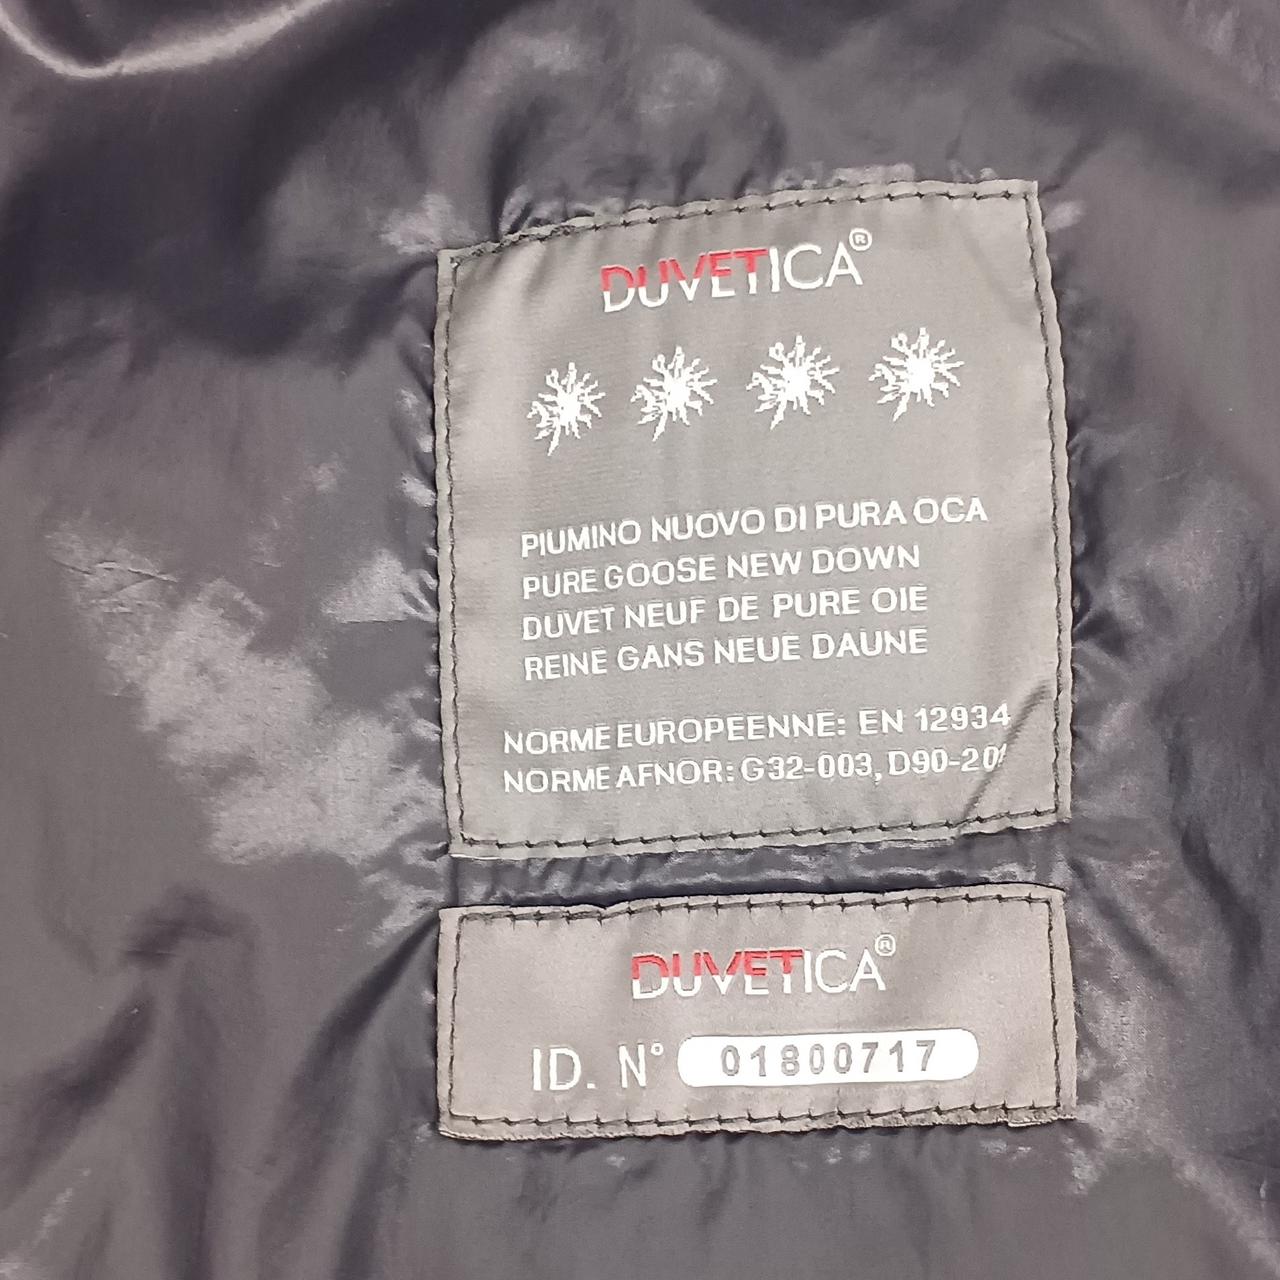 DUVETICA®
PIUMINO NUOVO DI PURA OCA
PURE GOOSE NEW DOWN
DUVET NEUF DE PURE OIE
REINE GANS NEUE DAUNE
NORME EUROPEENNE: EN 12934
NORME AFNOR: G32-003,
DUVETICA®
ID. N° 01800717